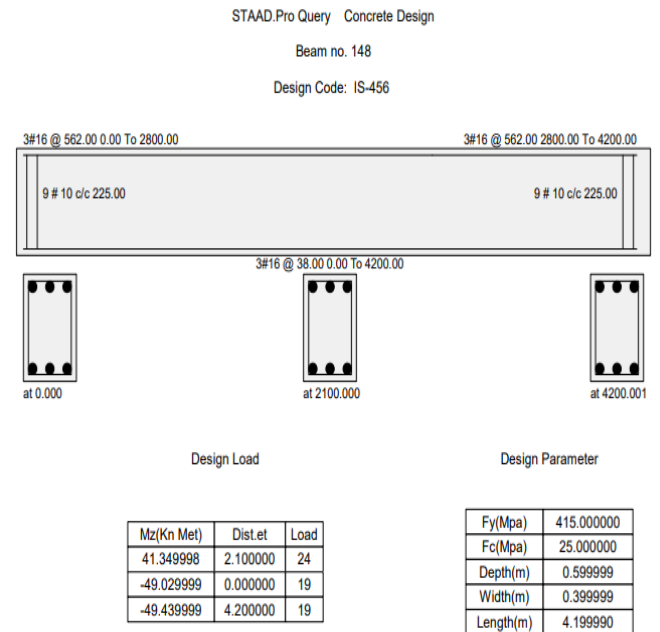 STAAD.Pro Query Concrete Design
Beam no. 148
Design Code: IS-456
3#16 @ 562.00 0.00 To 2800.00 3#16 @ 562.00 2800.00 To 4200.00
9 # 10 c/c 225.00 9 # 10 c/c 225.00
3#16 @ 38.00 0.00 To 4200.00
at 0.000 at 2100.000 at 4200.001
Design Load Design Parameter
Mz(Kn Met) Dist.et Load
41.349998 2.100000 24
-49.029999 0.000000 19
-49.439999 4.200000 19
Fy(Mpa) 415.000000
Fc(Mpa) 25.000000
Depth(m) 0.599999
Width(m) 0.399999
Length(m) 4.199990